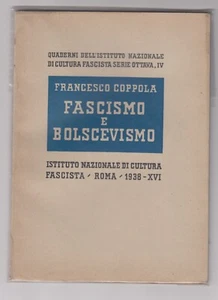 QUADERNI DELL'ISTITUTO NAZIONALE
DI CULTURA FASCISTA SERIE OTTAVA, IV
FRANCESCO COPPOLA
FASCISMO
E
BOLSCEVISMO
ISTITUTO NAZIONALE DI CULTURA
FASCISTA - ROMA - 1938 - XVI